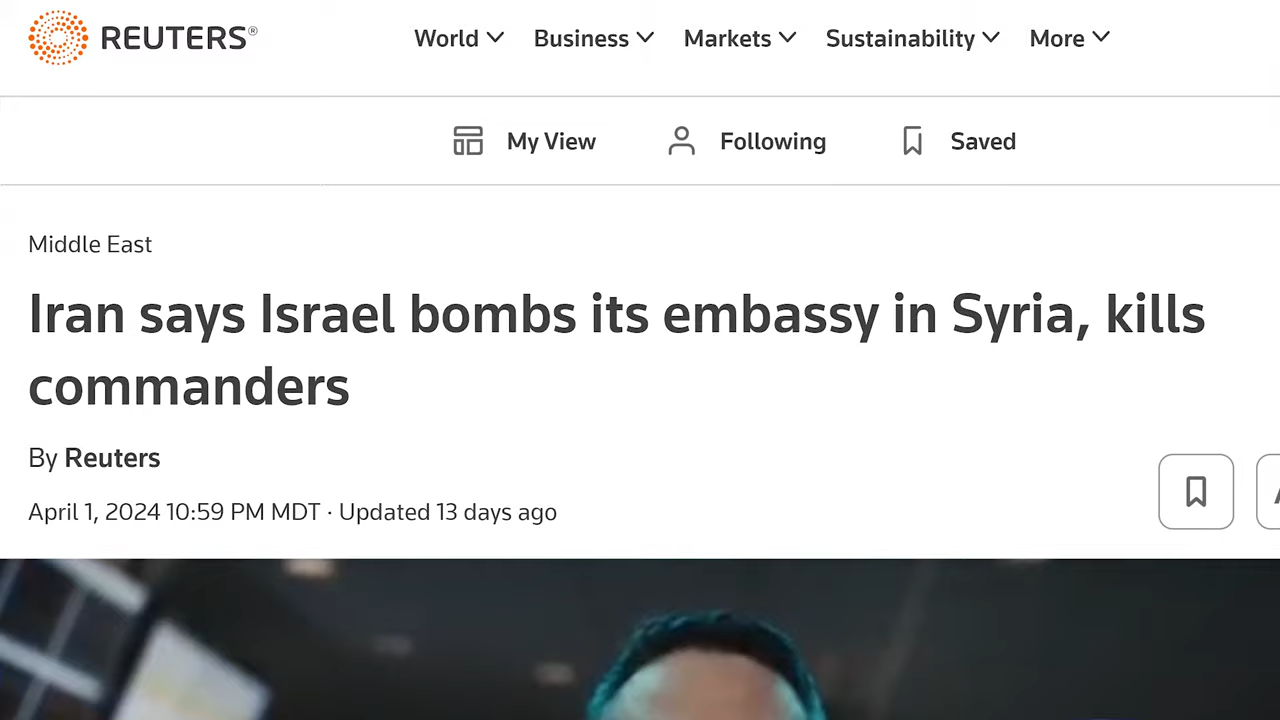 REUTERS®
World Business Markets Sustainability More
My View Following Saved
Middle East
Iran says Israel bombs its embassy in Syria, kills
commanders
By Reuters
April 1, 2024 10:59 PM MDT · Updated 13 days ago